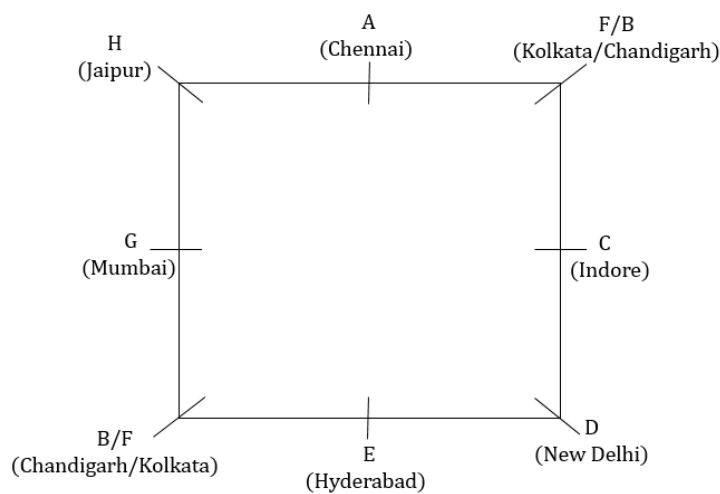 H
(Jaipur)
A
(Chennai)
F/B
(Kolkata/Chandigarh)
G
(Mumbai)
C
(Indore)
B/F
(Chandigarh/Kolkata)
E
(Hyderabad)
D
(New Delhi)